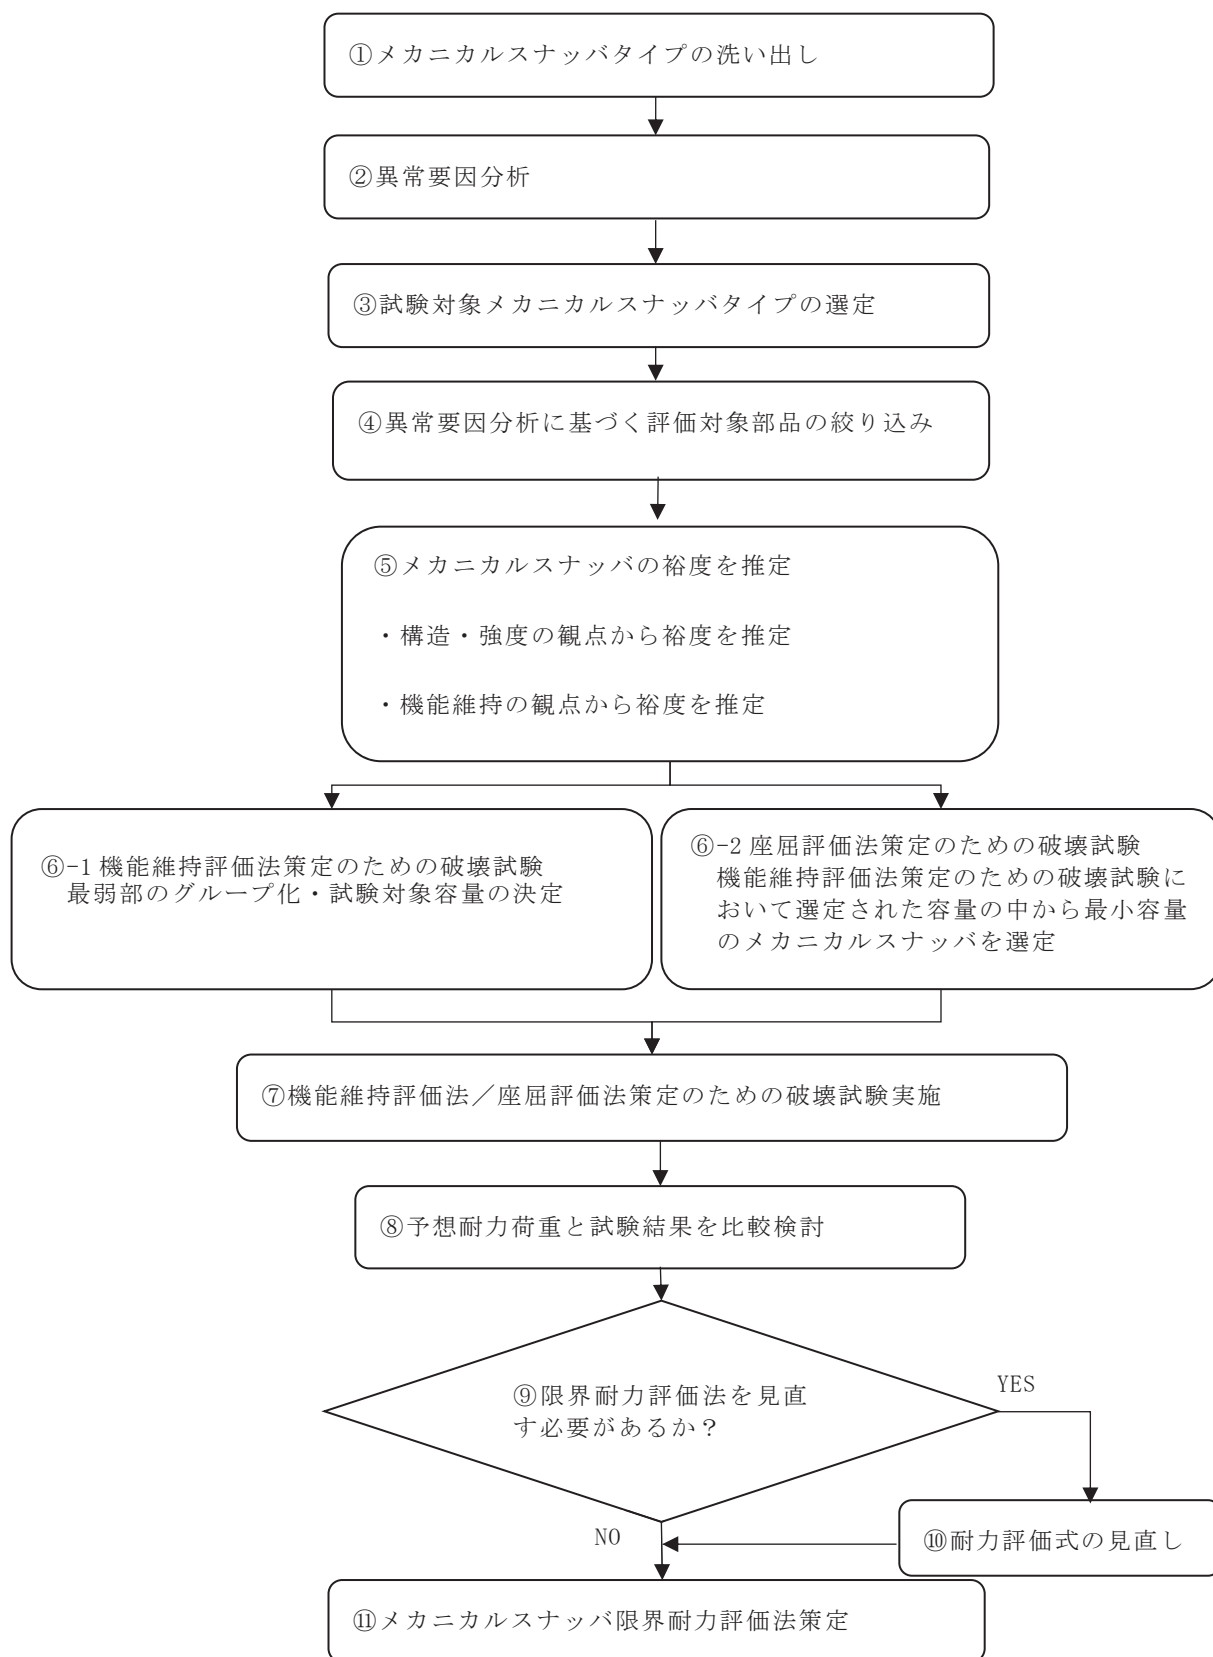 ①メカニカルスナッバタイプの洗い出し
②異常要因分析
③試験対象メカニカルスナッバタイプの選定
④異常要因分析に基づく評価対象部品の絞り込み
⑤メカニカルスナッバの裕度を推定
・構造・強度の観点から裕度を推定
・機能維持の観点から裕度を推定
⑥-1 機能維持評価法策定のための破壊試験
最弱部のグループ化・試験対象容量の決定
⑥-2 座屈評価法策定のための破壊試験
機能維持評価法策定のための破壊試験に
おいて選定された容量の中から最小容量
のメカニカルスナッバを選定
⑦機能維持評価法／座屈評価法策定のための破壊試験実施
⑧予想耐力荷重と試験結果を比較検討
⑨限界耐力評価法を見直
す必要があるか？
YES
NO
⑩耐力評価式の見直し
⑪メカニカルスナッバ限界耐力評価法策定